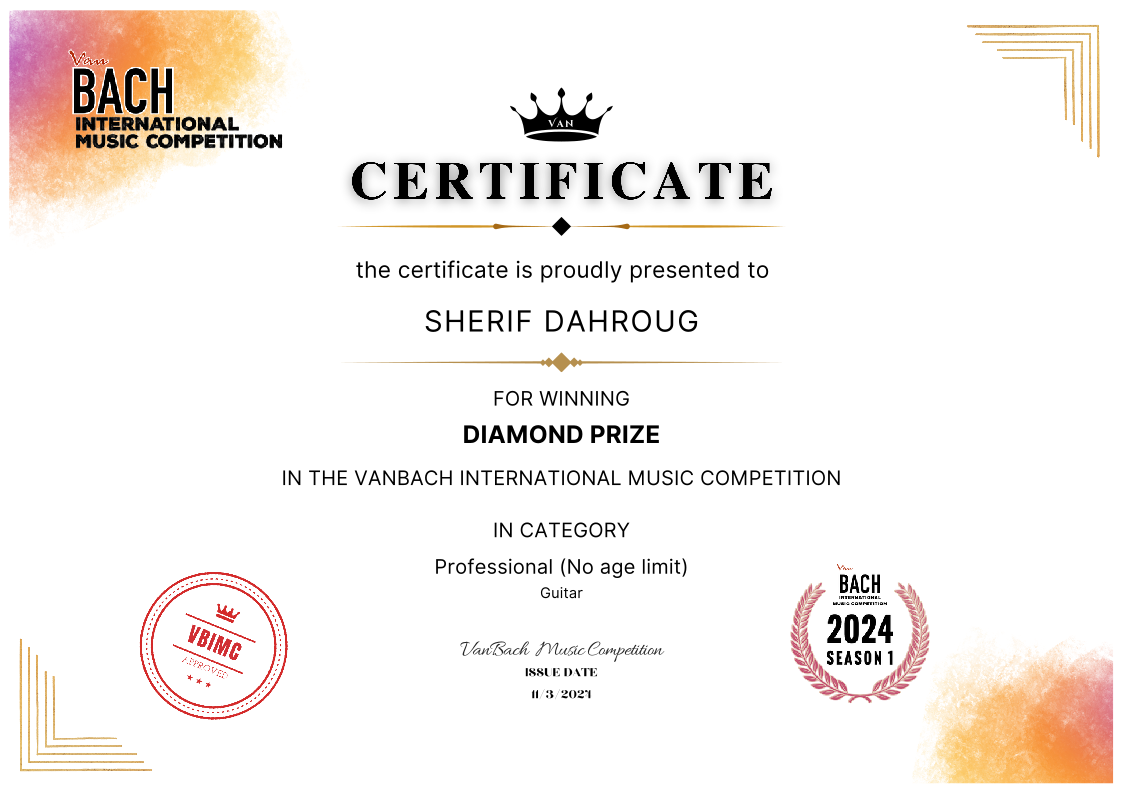 Van
BACH
INTERNATIONAL
MUSIC COMPETITION
VAN
CERTIFICATE
the certificate is proudly presented to
SHERIF DAHROUG
FOR WINNING
DIAMOND PRIZE
IN THE VANBACH INTERNATIONAL MUSIC COMPETITION
IN CATEGORY
Professional (No age limit)
Guitar
VBIMC
APPROVED
VanBach Music Competition
ISSUE DATE
11/3/2024
Van
BACH
INTERNATIONAL
MUSIC COMPETITION
2024
SEASON 1